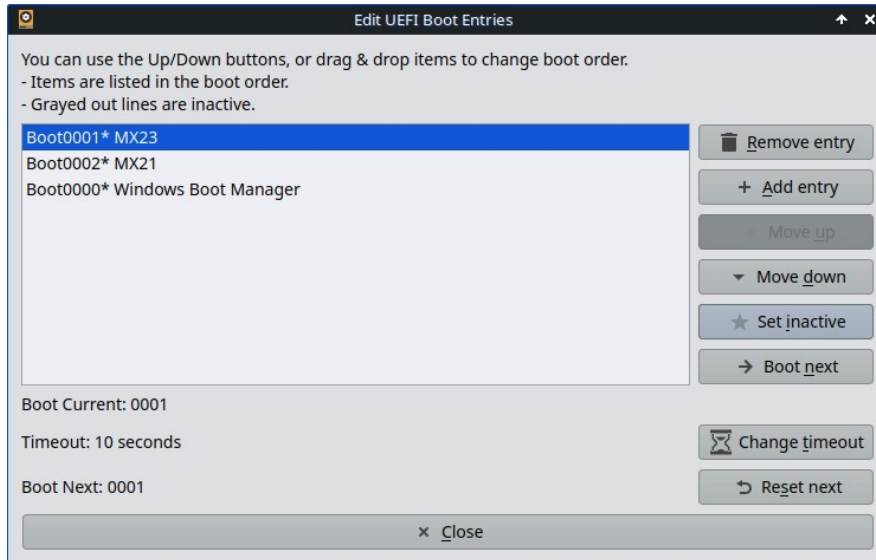 Edit UEFI Boot Entries
You can use the Up/Down buttons, or drag & drop items to change boot order.
- Items are listed in the boot order.
- Grayed out lines are inactive.
Boot0001* MX23
Boot0002* MX21
Boot0000* Windows Boot Manager
Remove entry
+ Add entry
Move up
Move down
Set inactive
Boot next
Boot Current: 0001
Timeout: 10 seconds
Change timeout
Boot Next: 0001
Reset next
Close